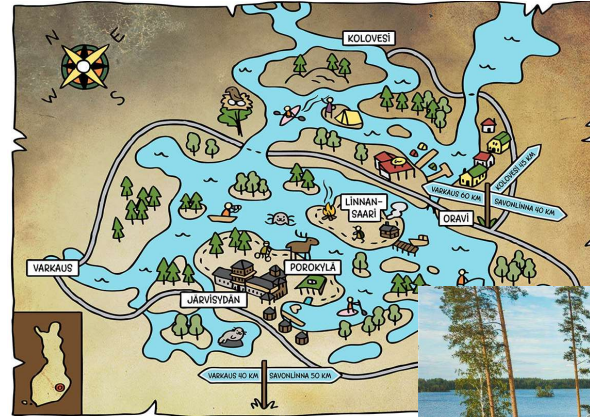 KOLOVESI
N
E
W
S
KOLOVESI 45 KM
VARKAUS 60 KM
SAVONLINNA 40 KM
LINNAN-
SAARI
ORAVI
VARKAUS
POROKYLÄ
JÄRVISYDÄN
VARKAUS 40 KM
SAVONLINNA 50 KM